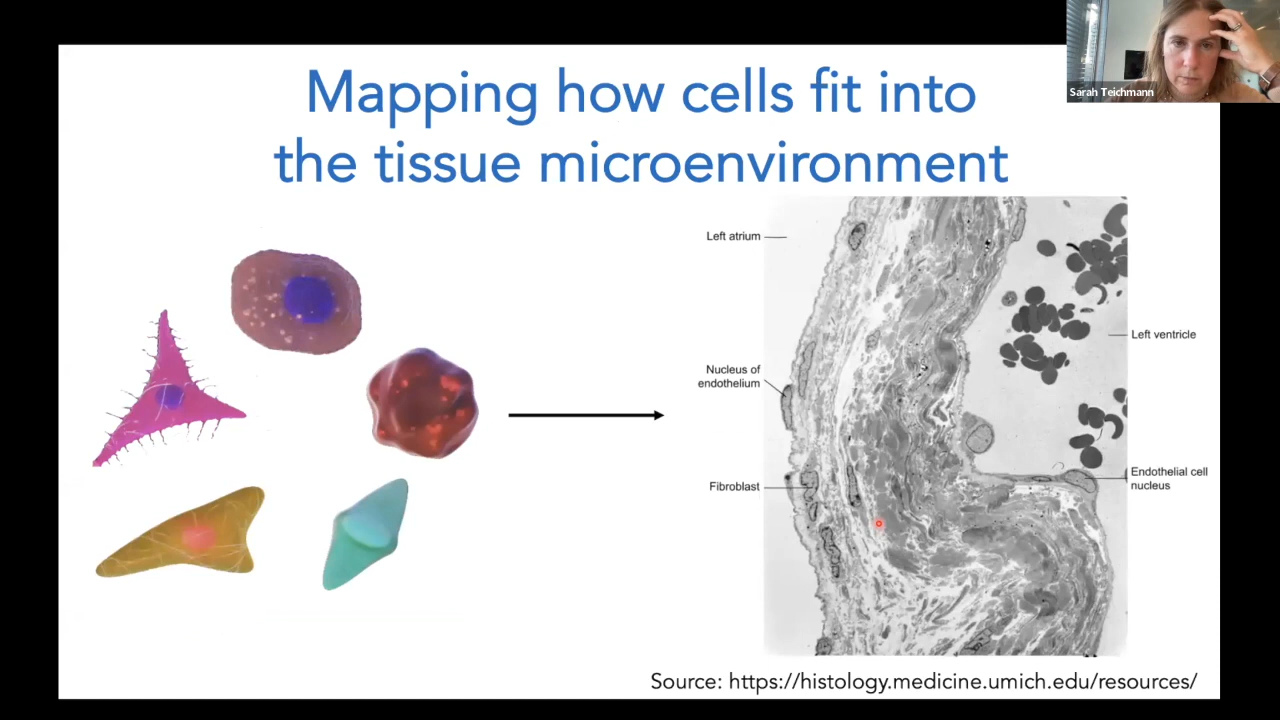 Sarah Teichmann
Mapping how cells fit into
the tissue microenvironment
Left atrium
Left ventricle
Nucleus of
endothelium
Endothelial cell
nucleus
Fibroblast
Source: https://histology.medicine.umich.edu/resources/